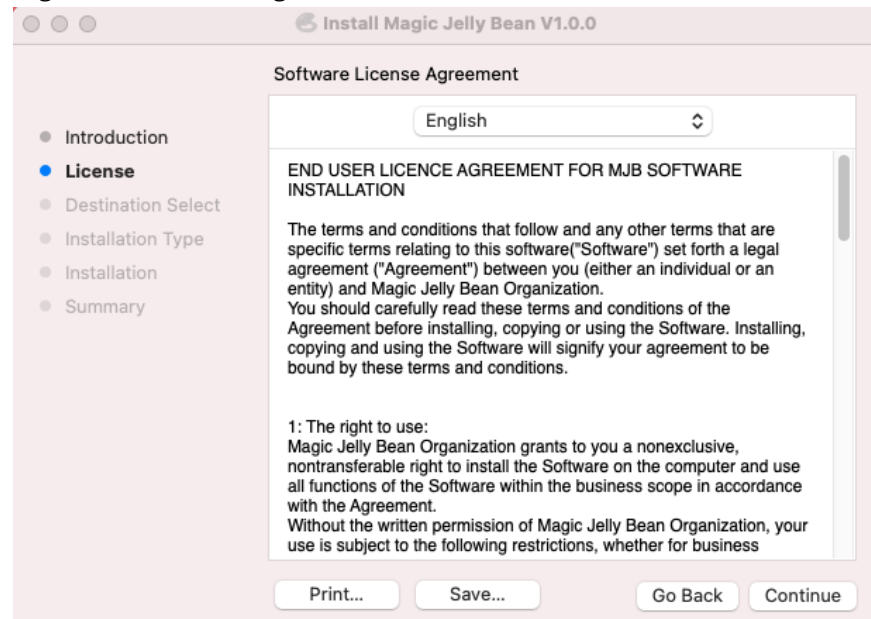 Install Magic Jelly Bean V1.0.0
Software License Agreement
Introduction
License
Destination Select
Installation Type
Installation
Summary
English
END USER LICENCE AGREEMENT FOR MJB SOFTWARE
INSTALLATION
The terms and conditions that follow and any other terms that are
specific terms relating to this software("Software") set forth a legal
agreement ("Agreement") between you (either an individual or an
entity) and Magic Jelly Bean Organization.
You should carefully read these terms and conditions of the
Agreement before installing, copying or using the Software. Installing,
copying and using the Software will signify your agreement to be
bound by these terms and conditions.
1: The right to use:
Magic Jelly Bean Organization grants to you a nonexclusive,
nontransferable right to install the Software on the computer and use
all functions of the Software within the business scope in accordance
with the Agreement.
Without the written permission of Magic Jelly Bean Organization, your
use is subject to the following restrictions, whether for business
Print...
Save...
Go Back
Continue